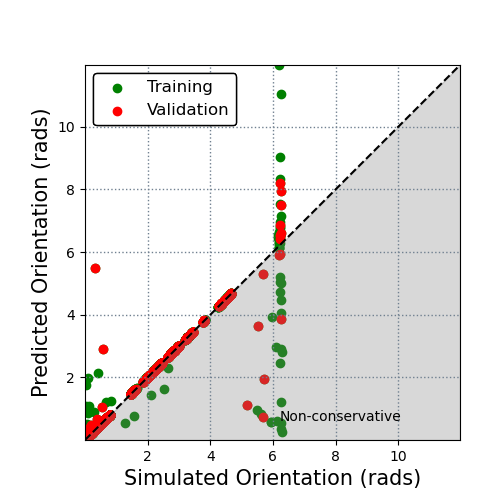 Training
Validation
Predicted Orientation (rads)
10
8
6
4
2
Non-conservative
2 4 6 8 10
Simulated Orientation (rads)